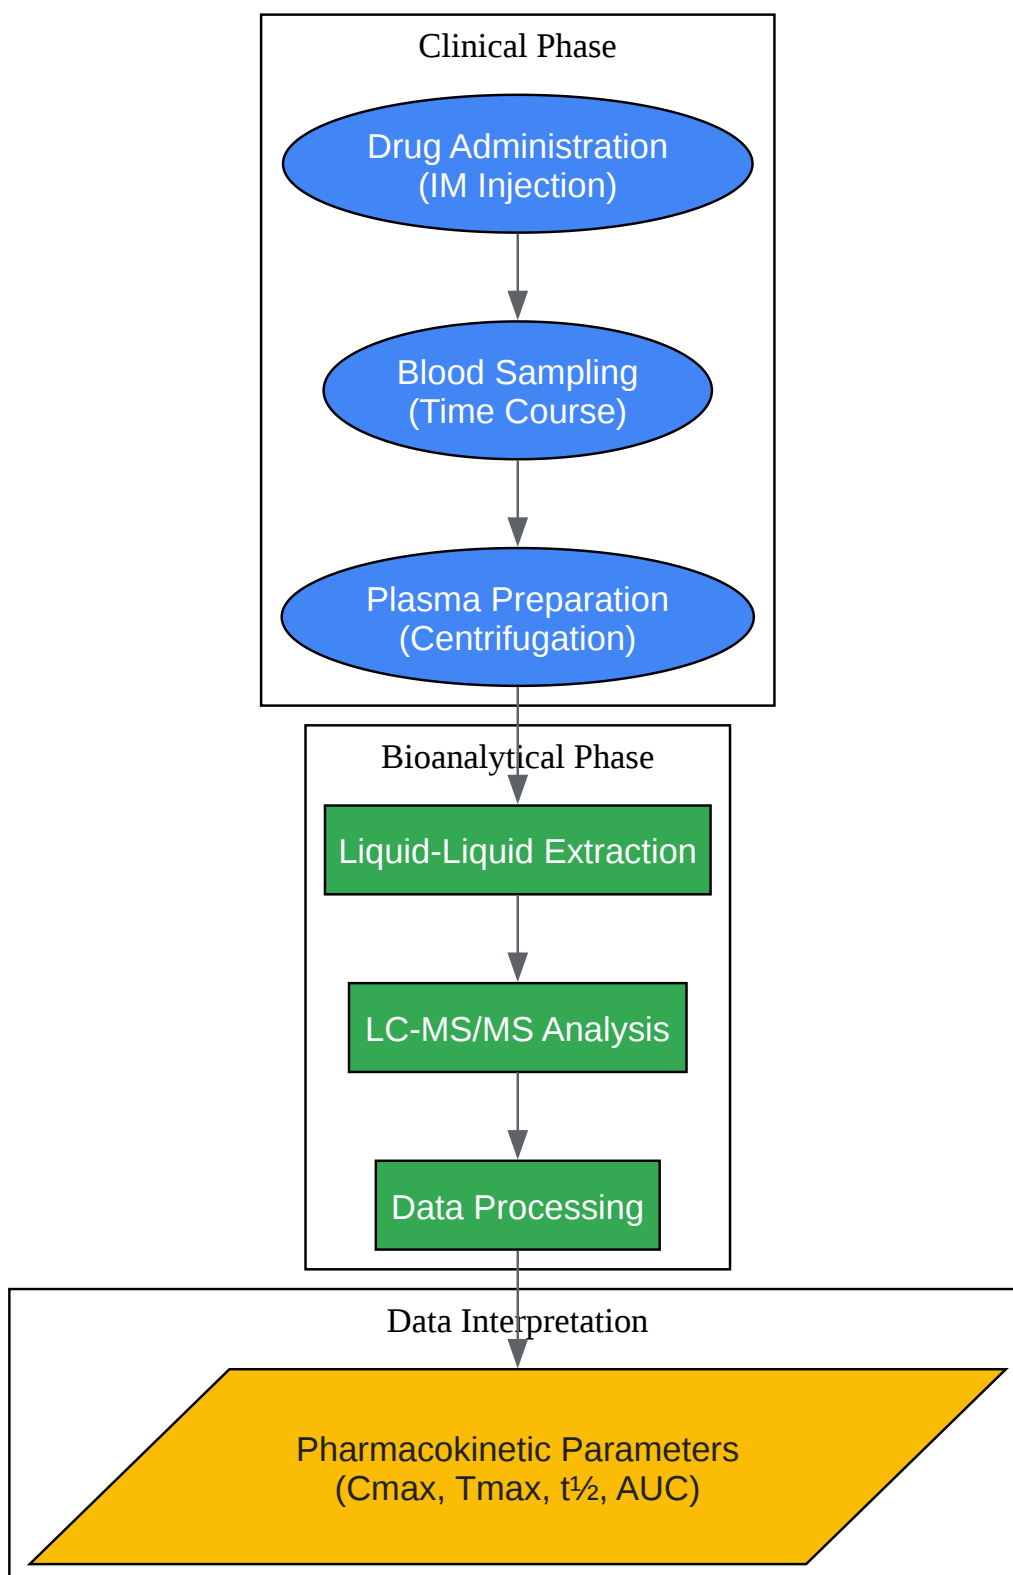 Clinical Phase
Drug Administration
(IM Injection)
Blood Sampling
(Time Course)
Plasma Preparation
(Centrifugation)
Bioanalytical Phase
Liquid-Liquid Extraction
LC-MS/MS Analysis
Data Processing
Data Interpretation
Pharmacokinetic Parameters
(Cmax, Tmax, t½, AUC)